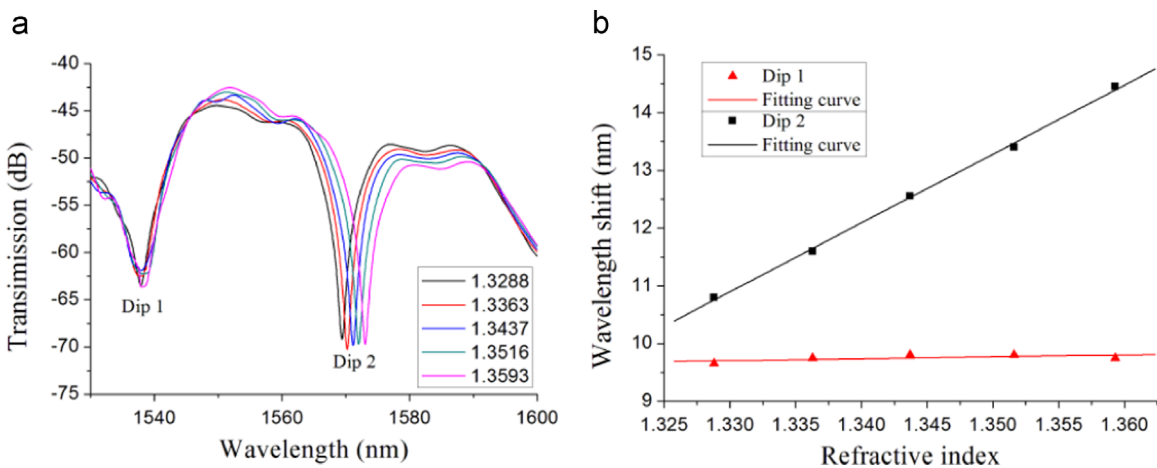 a
-40
-45
-50
-55
-60
-65
-70
-75
Transimission (dB)
Dip 1
Dip 2
1.3288
1.3363
1.3437
1.3516
1.3593
1540
1560
1580
1600
Wavelength (nm)
b
15
14
13
12
11
10
9
Wavelength shift (nm)
Dip 1
Fitting curve
Dip 2
Fitting curve
1.325
1.330
1.335
1.340
1.345
1.350
1.355
1.360
Refractive index